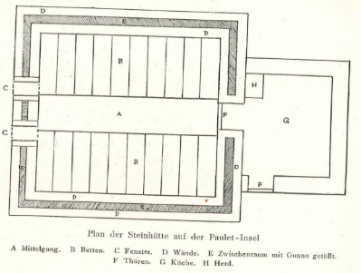 D
E
D
D
B
H
C
A
F
G
C
B
D
E
D
F
D
E
Plan der Steinhütte auf der Paulet-Insel
A Mittelgang. B Betten. C Fenster. D Wände. E Zwischenraum mit Guano gefüllt.
F Thüren. G Küche. H Herd.